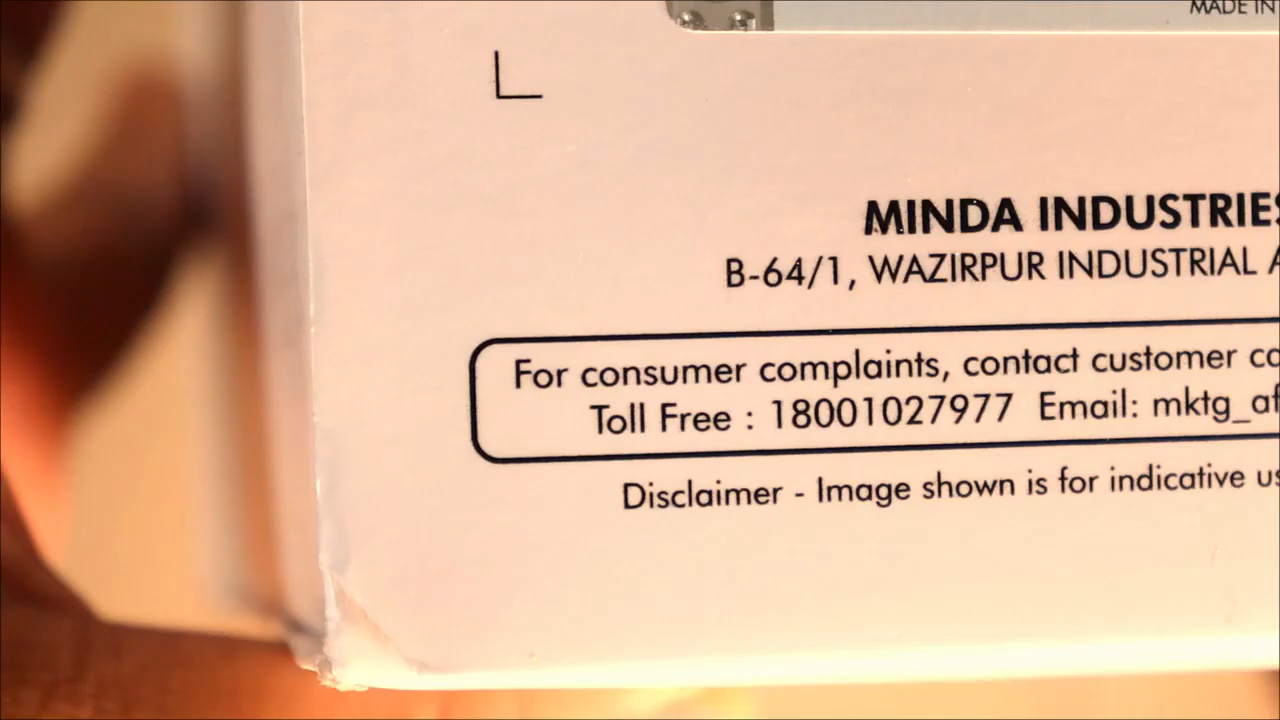 MADE IN
MINDA INDUSTRIES
B-64/1, WAZIRPUR INDUSTRIAL
For consumer complaints, contact customer
Toll Free : 18001027977 Email: mktg_af
Disclaimer - Image shown is for indicative